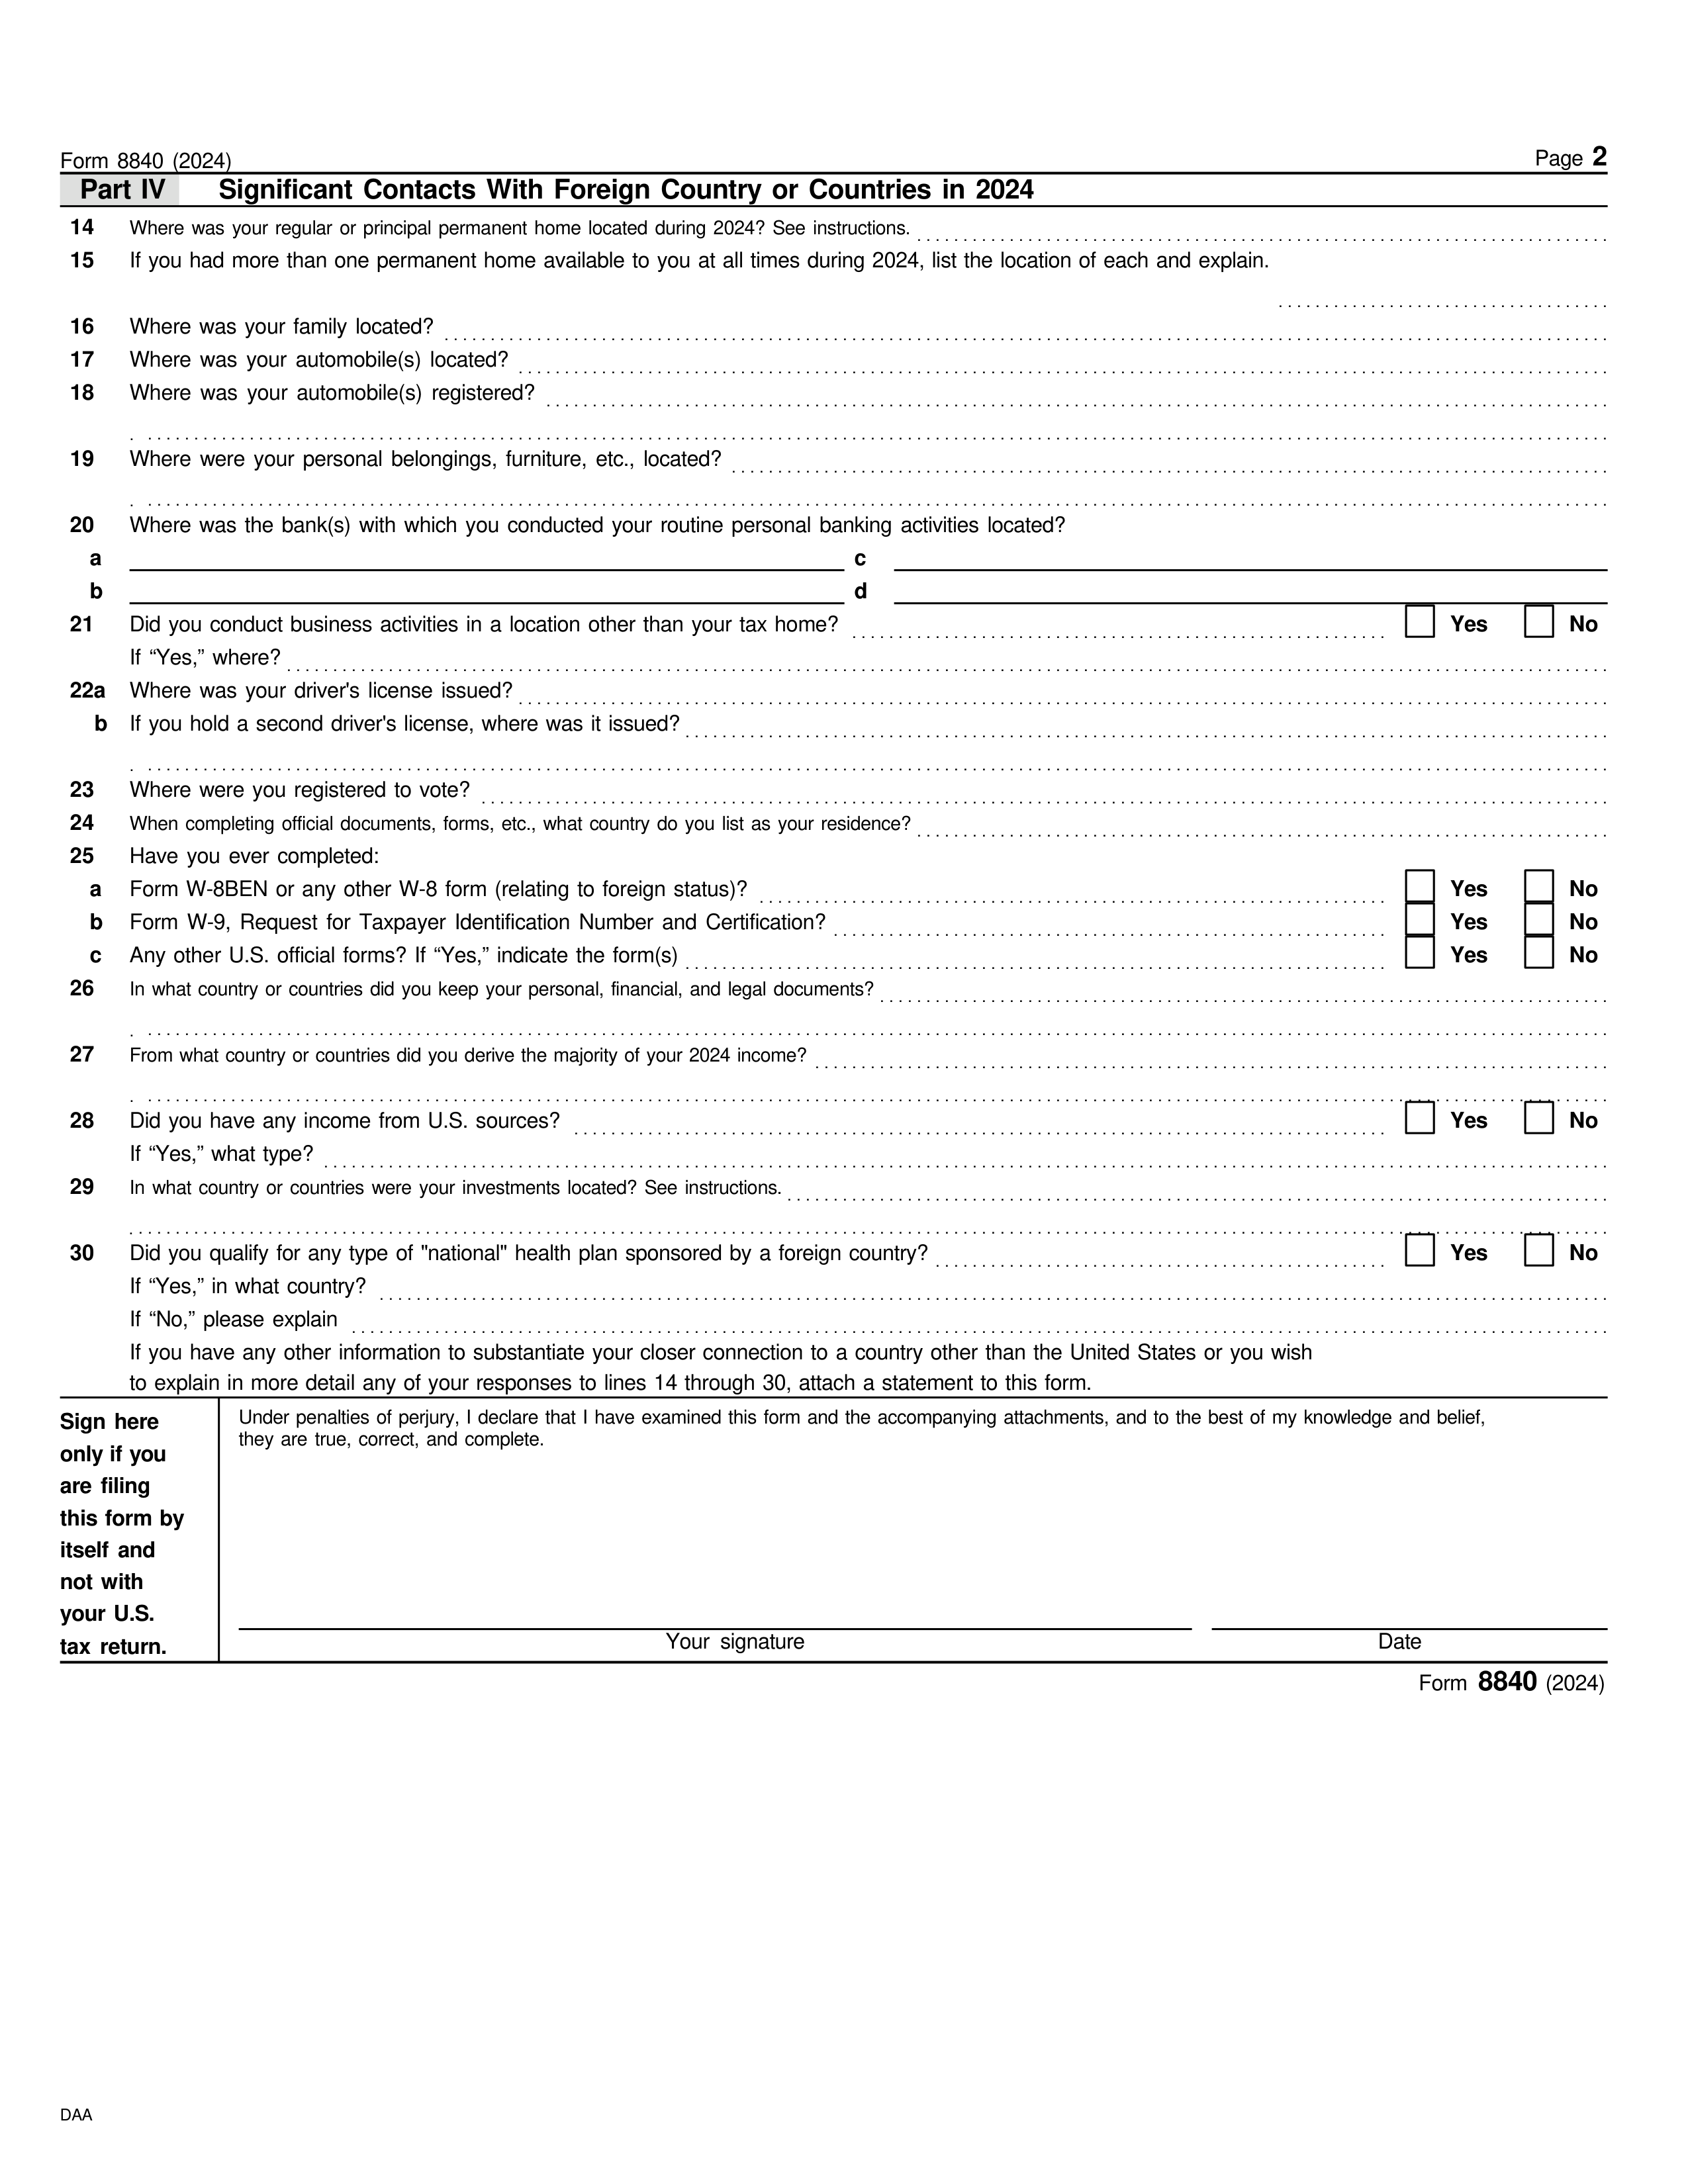 Form 8840 (2024) Page 2
Part IV Significant Contacts With Foreign Country or Countries in 2024
14 Where was your regular or principal permanent home located during 2024? See instructions.
15 If you had more than one permanent home available to you at all times during 2024, list the location of each and explain.
16 Where was your family located?
17 Where was your automobile(s) located?
18 Where was your automobile(s) registered?
19 Where were your personal belongings, furniture, etc., located?
20 Where was the bank(s) with which you conducted your routine personal banking activities located?
a c
b d
21 Did you conduct business activities in a location other than your tax home? Yes No
If “Yes,” where?
22a Where was your driver's license issued?
b If you hold a second driver's license, where was it issued?
23 Where were you registered to vote?
24 When completing official documents, forms, etc., what country do you list as your residence?
25 Have you ever completed:
a Form W-8BEN or any other W-8 form (relating to foreign status)? Yes No
b Form W-9, Request for Taxpayer Identification Number and Certification? Yes No
c Any other U.S. official forms? If “Yes,” indicate the form(s) Yes No
26 In what country or countries did you keep your personal, financial, and legal documents?
27 From what country or countries did you derive the majority of your 2024 income?
28 Did you have any income from U.S. sources? Yes No
If “Yes,” what type?
29 In what country or countries were your investments located? See instructions.
30 Did you qualify for any type of "national" health plan sponsored by a foreign country? Yes No
If “Yes,” in what country?
If “No,” please explain
If you have any other information to substantiate your closer connection to a country other than the United States or you wish
to explain in more detail any of your responses to lines 14 through 30, attach a statement to this form.
Sign here
only if you
are filing
this form by
itself and
not with
your U.S.
tax return.
Under penalties of perjury, I declare that I have examined this form and the accompanying attachments, and to the best of my knowledge and belief,
they are true, correct, and complete.
Your signature Date
Form 8840 (2024)
DAA